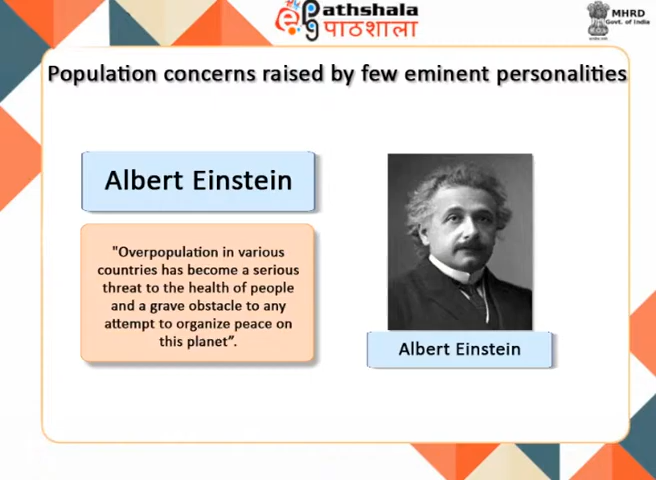 Pathshala
पाठशाला
MHRD
Govt. of India
Population concerns raised by few eminent personalities
Albert Einstein
"Overpopulation in various
countries has become a serious
threat to the health of people
and a grave obstacle to any
attempt to organize peace on
this planet”.
Albert Einstein